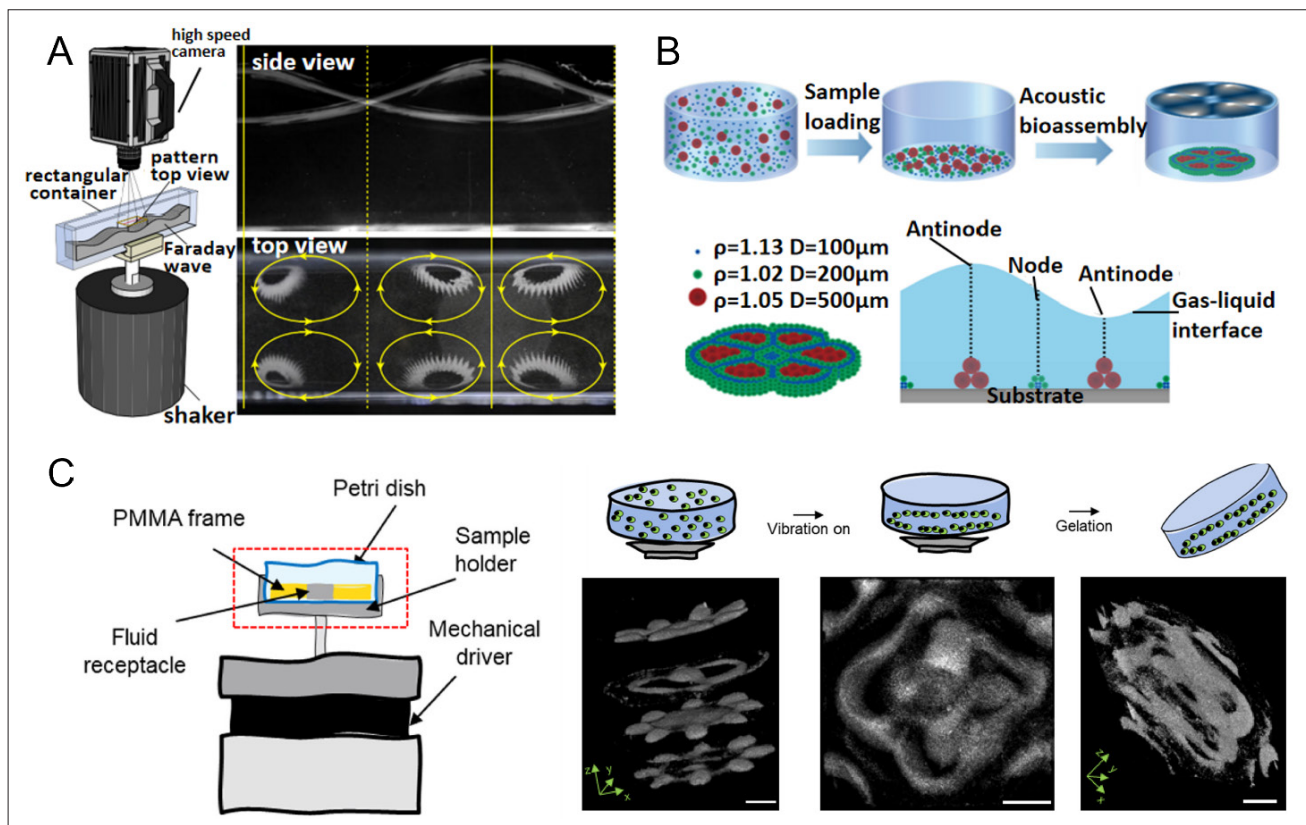 A
high speed
camera
pattern
top view
rectangular
container
Faraday
wave
shaker
side view
top view
B
Sample
loading
Acoustic
bioassembly
ρ=1.13 D=100μm
ρ=1.02 D=200μm
ρ=1.05 D=500μm
Antinode
Node
Antinode
Gas-liquid
interface
Substrate
C
Petri dish
PMMA frame
Sample
holder
Fluid
receptacle
Mechanical
driver
Vibration on
Gelation
z
y
x
z
y
x